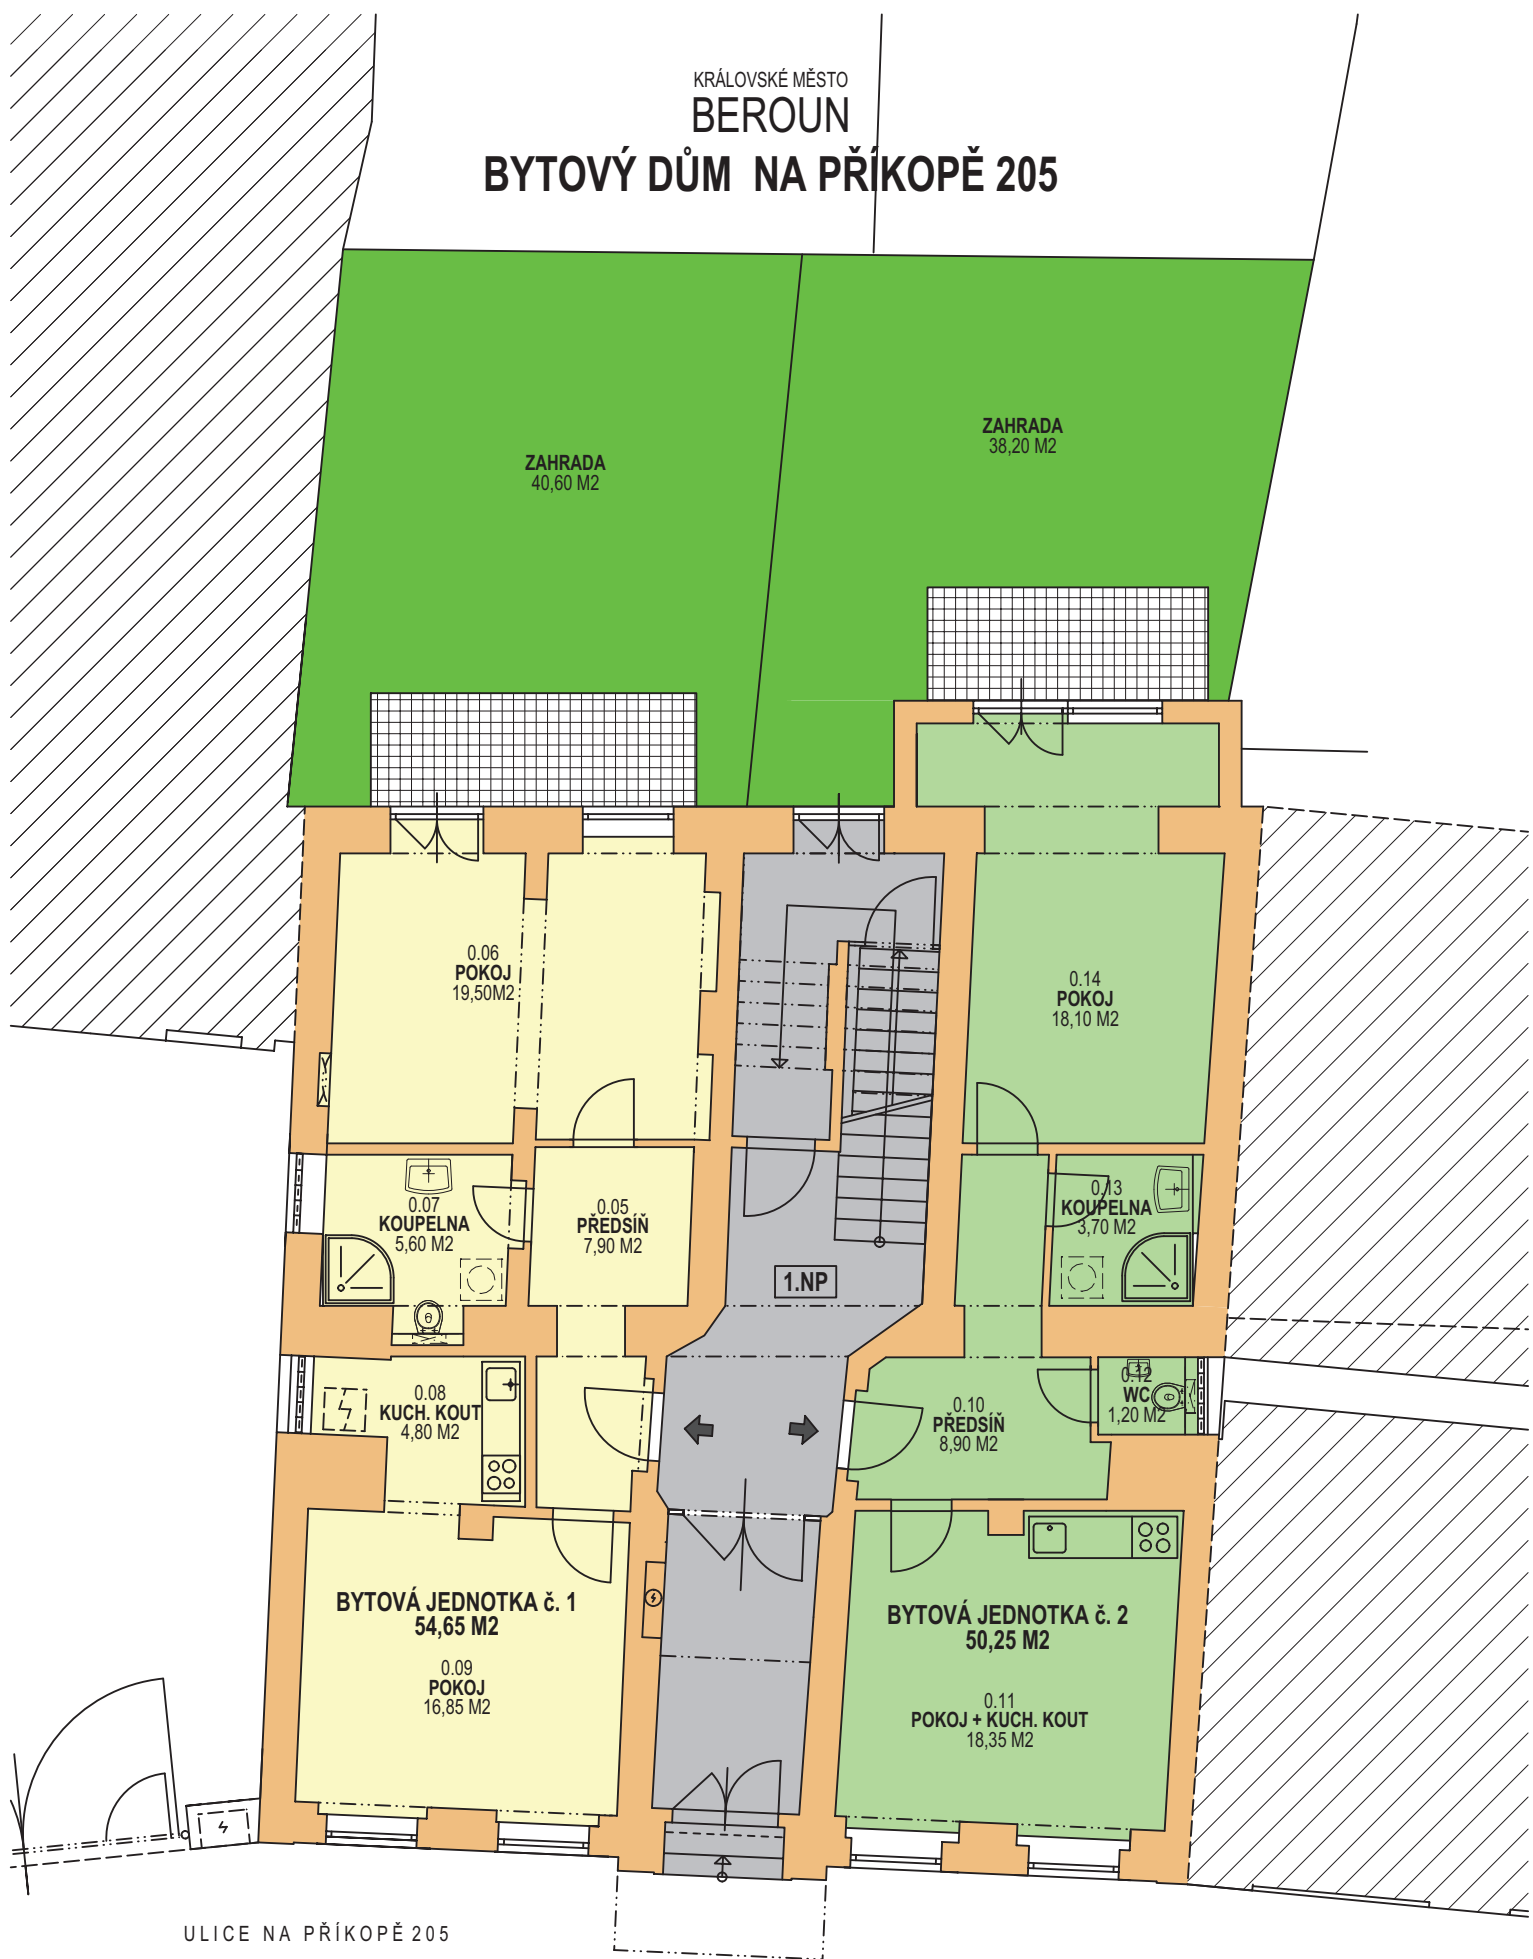 KRÁLOVSKÉ MĚSTO
BEROUN
BYTOVÝ DŮM NA PŘÍKOPĚ 205
ZAHRADA
38,20 M2
ZAHRADA
40,60 M2
0.06
POKOJ
19,50M2
0.14
POKOJ
18,10 M2
0.07
KOUPELNA
5,60 M2
0.05
PŘEDSÍŇ
7,90 M2
0.13
KOUPELNA
3,70 M2
1.NP
0.08
KUCH. KOUT
4,80 M2
0.10
PŘEDSÍŇ
8,90 M2
0.12
WC
1,20 M2
BYTOVÁ JEDNOTKA č. 1
54,65 M2
0.09
POKOJ
16,85 M2
BYTOVÁ JEDNOTKA č. 2
50,25 M2
0.11
POKOJ + KUCH. KOUT
18,35 M2
ULICE NA PŘÍKOPĚ 205